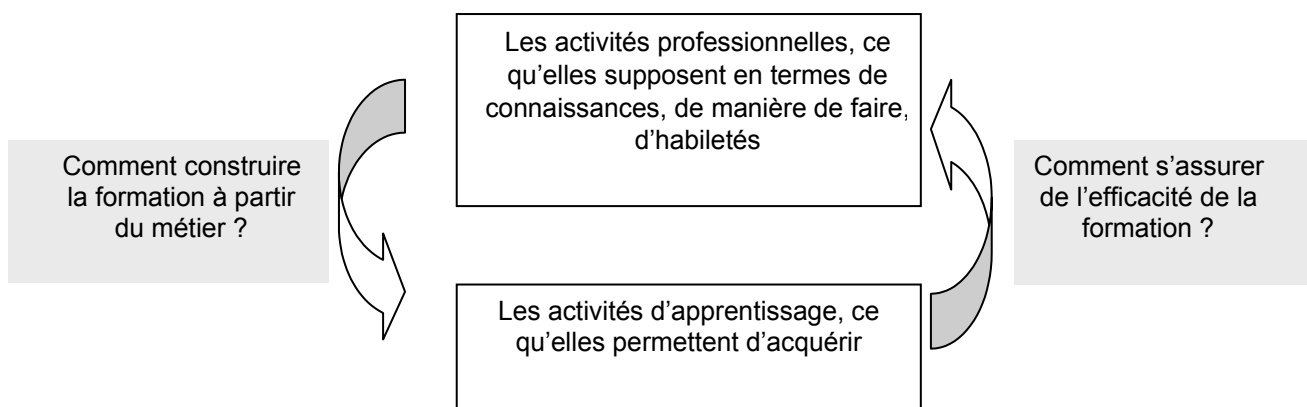 Les activités professionnelles, ce
qu’elles supposent en termes de
connaissances, de manière de faire,
d’habiletés
Comment construire
la formation à partir
du métier ?
Comment s’assurer
de l’efficacité de la
formation ?
Les activités d’apprentissage, ce
qu’elles permettent d’acquérir